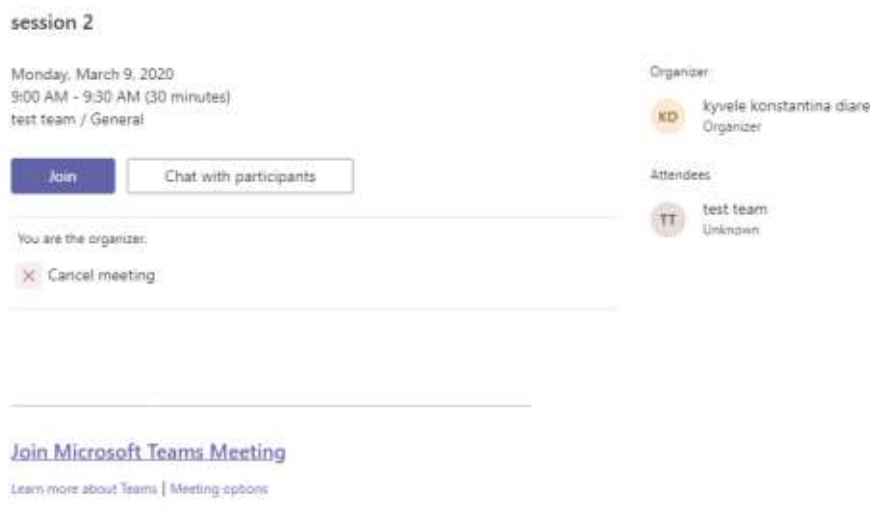 session 2
Monday, March 9, 2020
9:00 AM - 9:30 AM (30 minutes)
test team / General
Join
Chat with participants
You are the organizer.
Cancel meeting
Join Microsoft Teams Meeting
Learn more about Teams | Meeting options
Organizer
KD
kyvele konstantina diare
Organizer
Attendees
TT
test team
Unknown